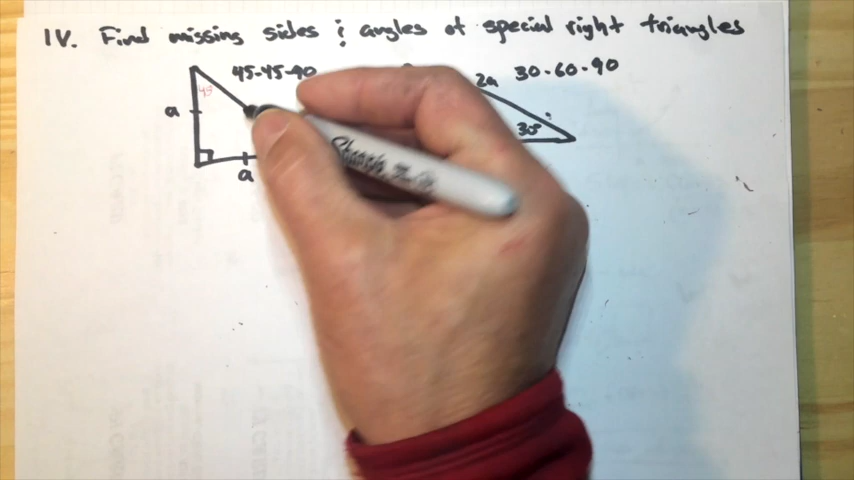 IV. Find missing sides & angles of special right triangles
45-45-90
2a 30-60-90
45
a
30°
Sharpie
a